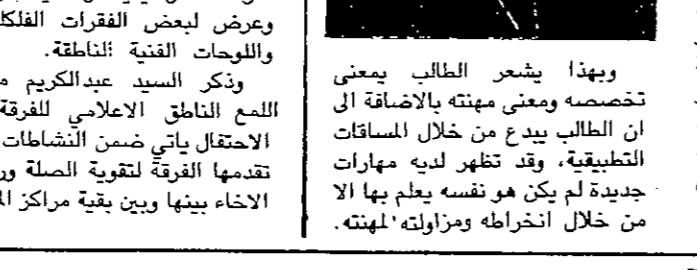 وبهذا يشعر الطالب بمعنى
تخصصه ومعنى مهنته بالاضافة الى
ان الطالب يبدع من خلال المساقات
التطبيقية، وقد تظهر لديه مهارات
جديدة لم يكن هو نفسه يعلم بها الا
من خلال انخراطه ومزاولته لمهنته.
وعرض لبعض الفقرات
واللوحات الفنية الناطقة.
وذكر السيد عبدالكريم
اللمع الناطق الاعلامي للفرقة
الاحتفال ياتي ضمن النشاطات
تقدمها الفرقة لتقوية الصلة
الاخاء بينها وبين بقية مراكز